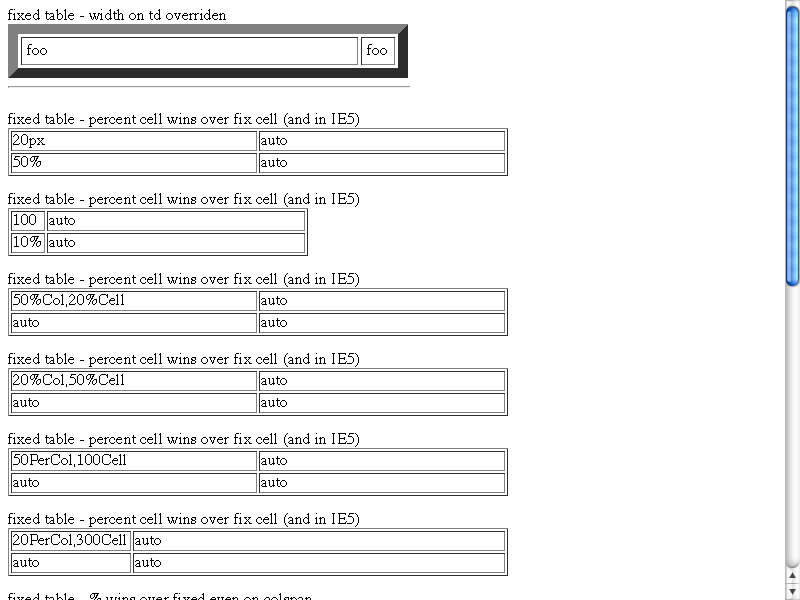 fixed table - width on td overriden
foo foo
fixed table - percent cell wins over fix cell (and in IE5)
20px auto
50% auto
fixed table - percent cell wins over fix cell (and in IE5)
100 auto
10% auto
fixed table - percent cell wins over fix cell (and in IE5)
50%Col,20%Cell auto
auto auto
fixed table - percent cell wins over fix cell (and in IE5)
20%Col,50%Cell auto
auto auto
fixed table - percent cell wins over fix cell (and in IE5)
50PerCol,100Cell auto
auto auto
fixed table - percent cell wins over fix cell (and in IE5)
20PerCol,300Cell auto
auto auto
fixed table - % wins over fixed even on colspan